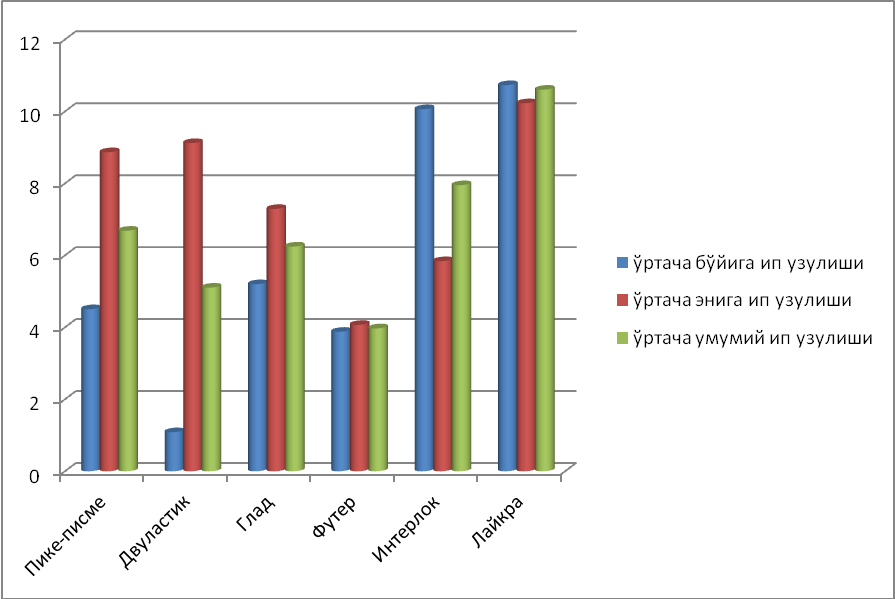 12
10
8
6
4
2
0
Пике-писме
Двуластик
Глад
Футер
Интерлок
Лайкра
ўртача бўйига ип узулиши
ўртача энига ип узулиши
ўртача умумий ип узулиши